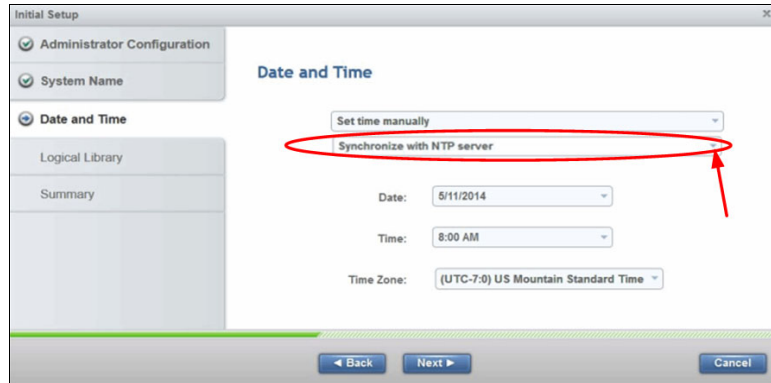 Initial Setup
Administrator Configuration
System Name
Date and Time
Logical Library
Summary
Date and Time
Set time manually
Synchronize with NTP server
Date: 5/11/2014
Time: 8:00 AM
Time Zone: (UTC-7:0) US Mountain Standard Time
Back Next Cancel